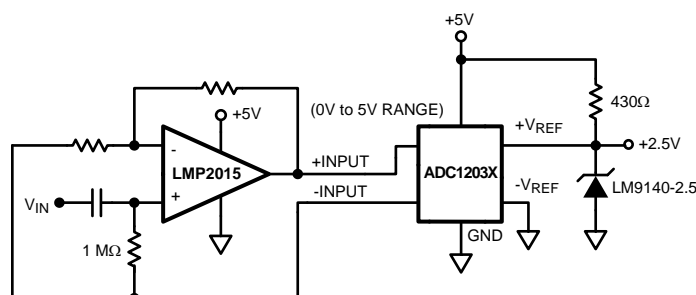 +5V
+5V
(0V to 5V RANGE)
430Ω
+VREF
+2.5V
-
LMP2015
+INPUT
ADC1203X
+
-INPUT
-VREF
LM9140-2.5
VIN
GND
1 MΩ